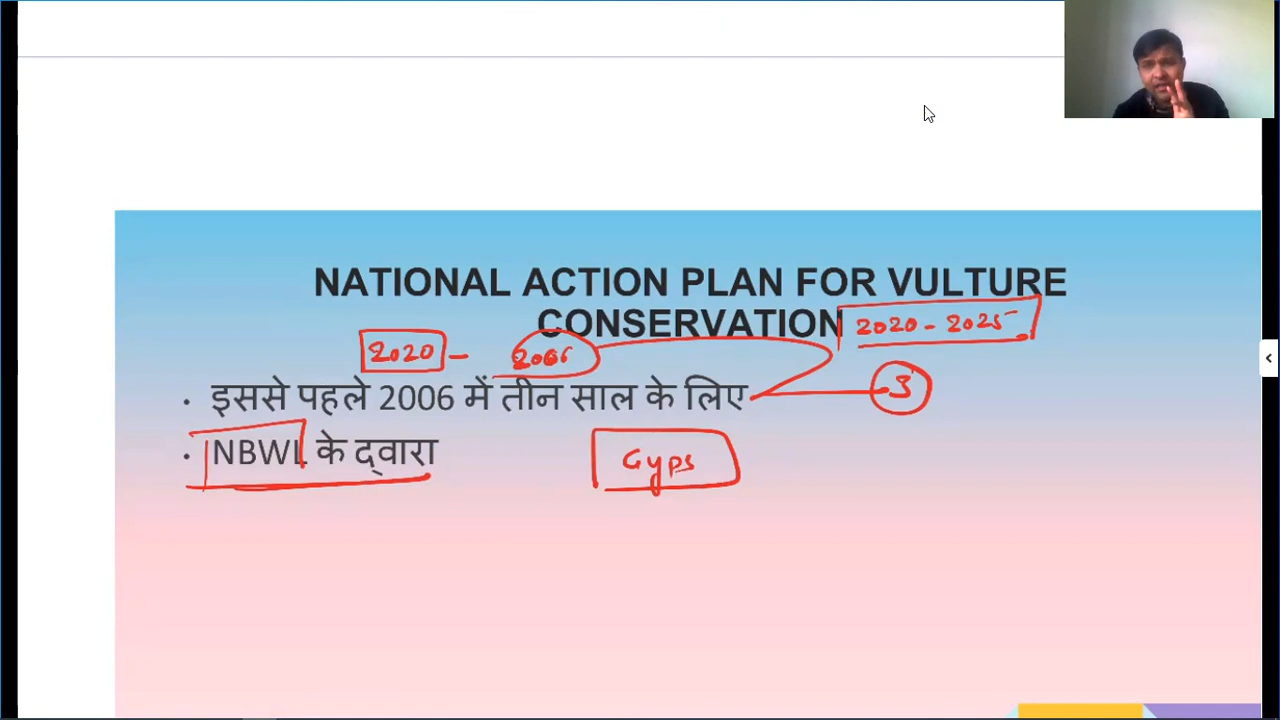 NATIONAL ACTION PLAN FOR VULTURE
CONSERVATION 2020 - 2025
2020 - 2006
• इससे पहले 2006 में तीन साल के लिए 3
• NBWL के द्वारा
Gyps